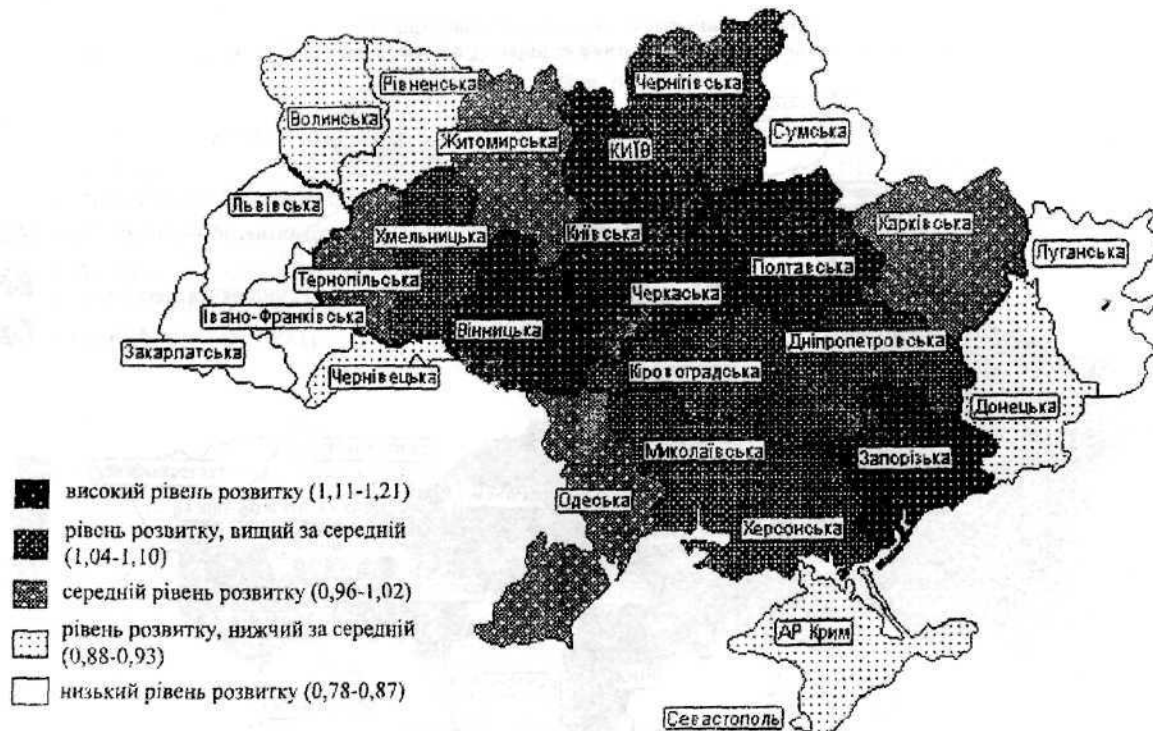 Чернігівська
Рівненська
Волинська
Житомирська
КИЇВ
Сумська
Львівська
Хмельницька
Київська
Харківська
Луганська
Полтавська
Тернопільська
Черкаська
Івано-Франківська
Вінницька
Дніпропетровська
Закарпатська
Чернівецька
Кіровоградська
Донецька
Миколаївська
Запорізька
Одеська
Херсонська
АР Крим
Севастополь
високий рівень розвитку (1,11-1,21)
рівень розвитку, вищий за середній
(1,04-1,10)
середній рівень розвитку (0,96-1,02)
рівень розвитку, нижчий за середній
(0,88-0,93)
низький рівень розвитку (0,78-0,87)